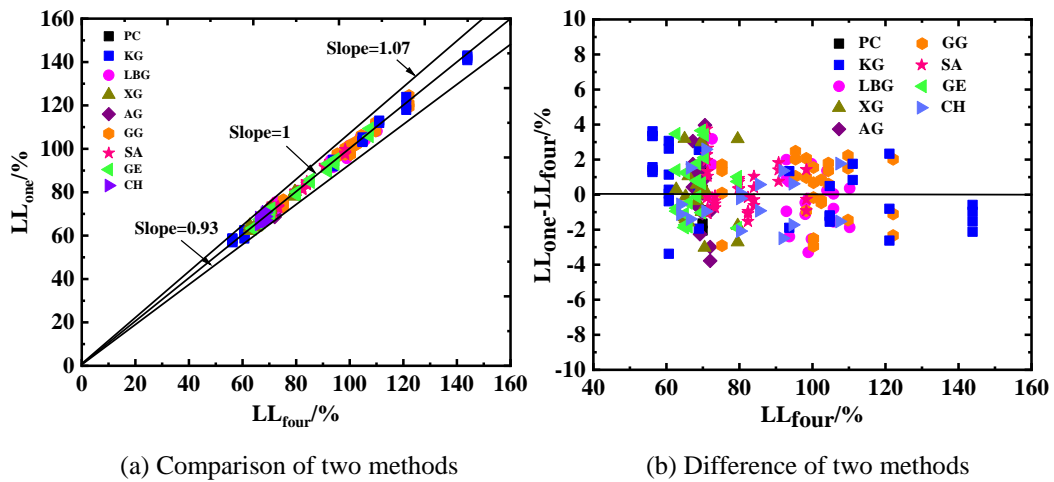 160
140
120
100
80
60
40
20
0
LLone/%
PC
KG
LBG
XG
AG
GG
SA
GE
CH
Slope=1.07
Slope=1
Slope=0.93
0 20 40 60 80 100 120 140 160
LLfour/%
(a) Comparison of two methods
10
8
6
4
2
0
-2
-4
-6
-8
-10
LLone-LLfour/%
PC GG
KG SA
LBG GE
XG CH
AG
40 60 80 100 120 140 160
LLfour/%
(b) Difference of two methods